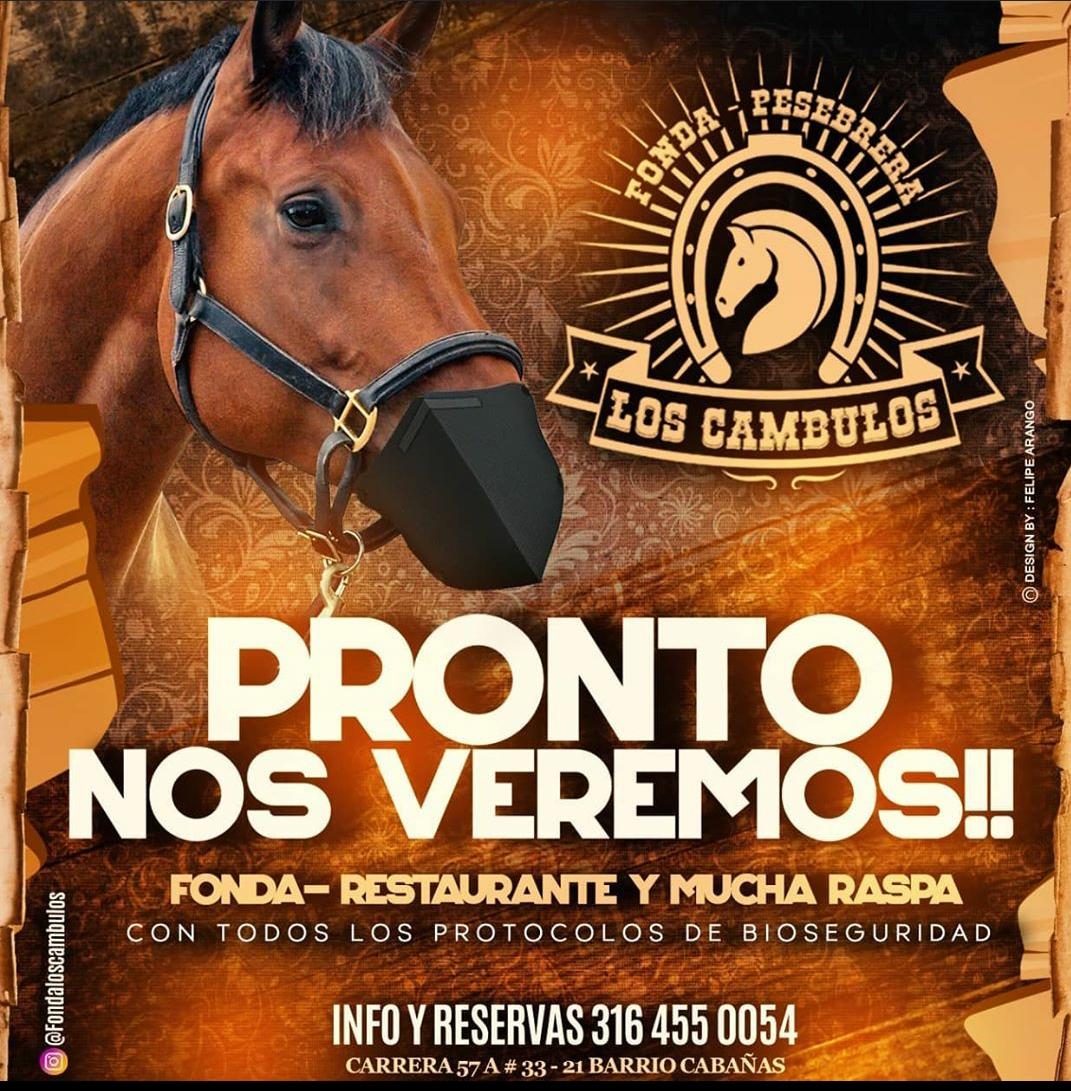 FONDA - PESEBRERA
LOS CAMBULOS
© DESIGN BY : FELIPE ARANGO
PRONTO
NOS VEREMOS!!
FONDA- RESTAURANTE Y MUCHA RASPA
CON TODOS LOS PROTOCOLOS DE BIOSEGURIDAD
@Fondaloscambulos
INFO Y RESERVAS 316 455 0054
CARRERA 57 A # 33 - 21 BARRIO CABAÑAS